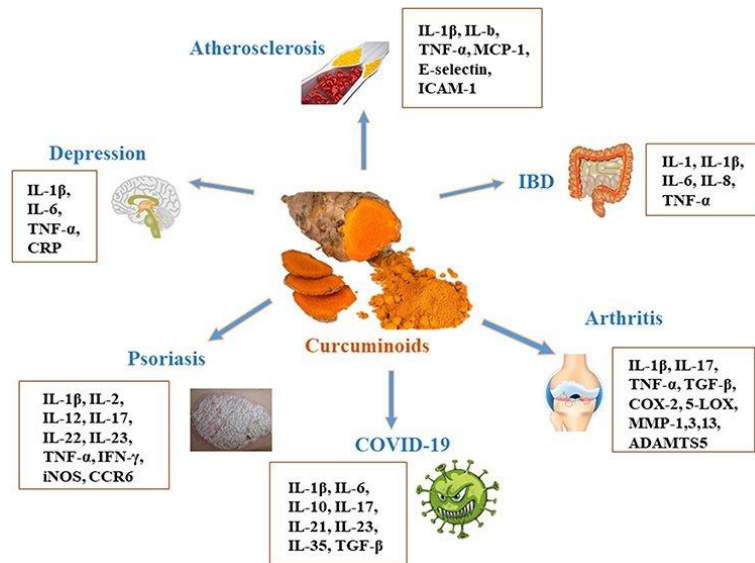 Atherosclerosis
IL-1β, IL-b,
TNF-α, MCP-1,
E-selectin,
ICAM-1
Depression
IL-1β,
IL-6,
TNF-α,
CRP
IBD
IL-1, IL-1β,
IL-6, IL-8,
TNF-α
Curcuminoids
Arthritis
IL-1β, IL-17,
TNF-α, TGF-β,
COX-2, 5-LOX,
MMP-1,3,13,
ADAMTS5
Psoriasis
IL-1β, IL-2,
IL-12, IL-17,
IL-22, IL-23,
TNF-α, IFN-γ,
iNOS, CCR6
COVID-19
IL-1β, IL-6,
IL-10, IL-17,
IL-21, IL-23,
IL-35, TGF-β